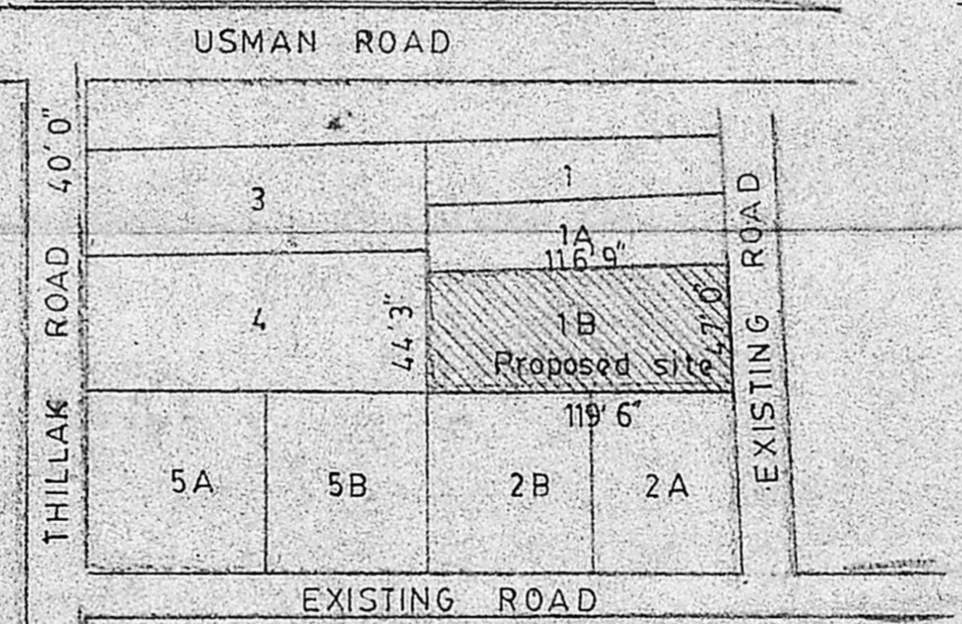 USMAN ROAD
THILLAK ROAD 40'0"
3
1
1A
116'9"
4
44'3"
1B
47'0"
Proposed site
EXISTING ROAD
119'6"
5A
5B
2B
2A
EXISTING ROAD